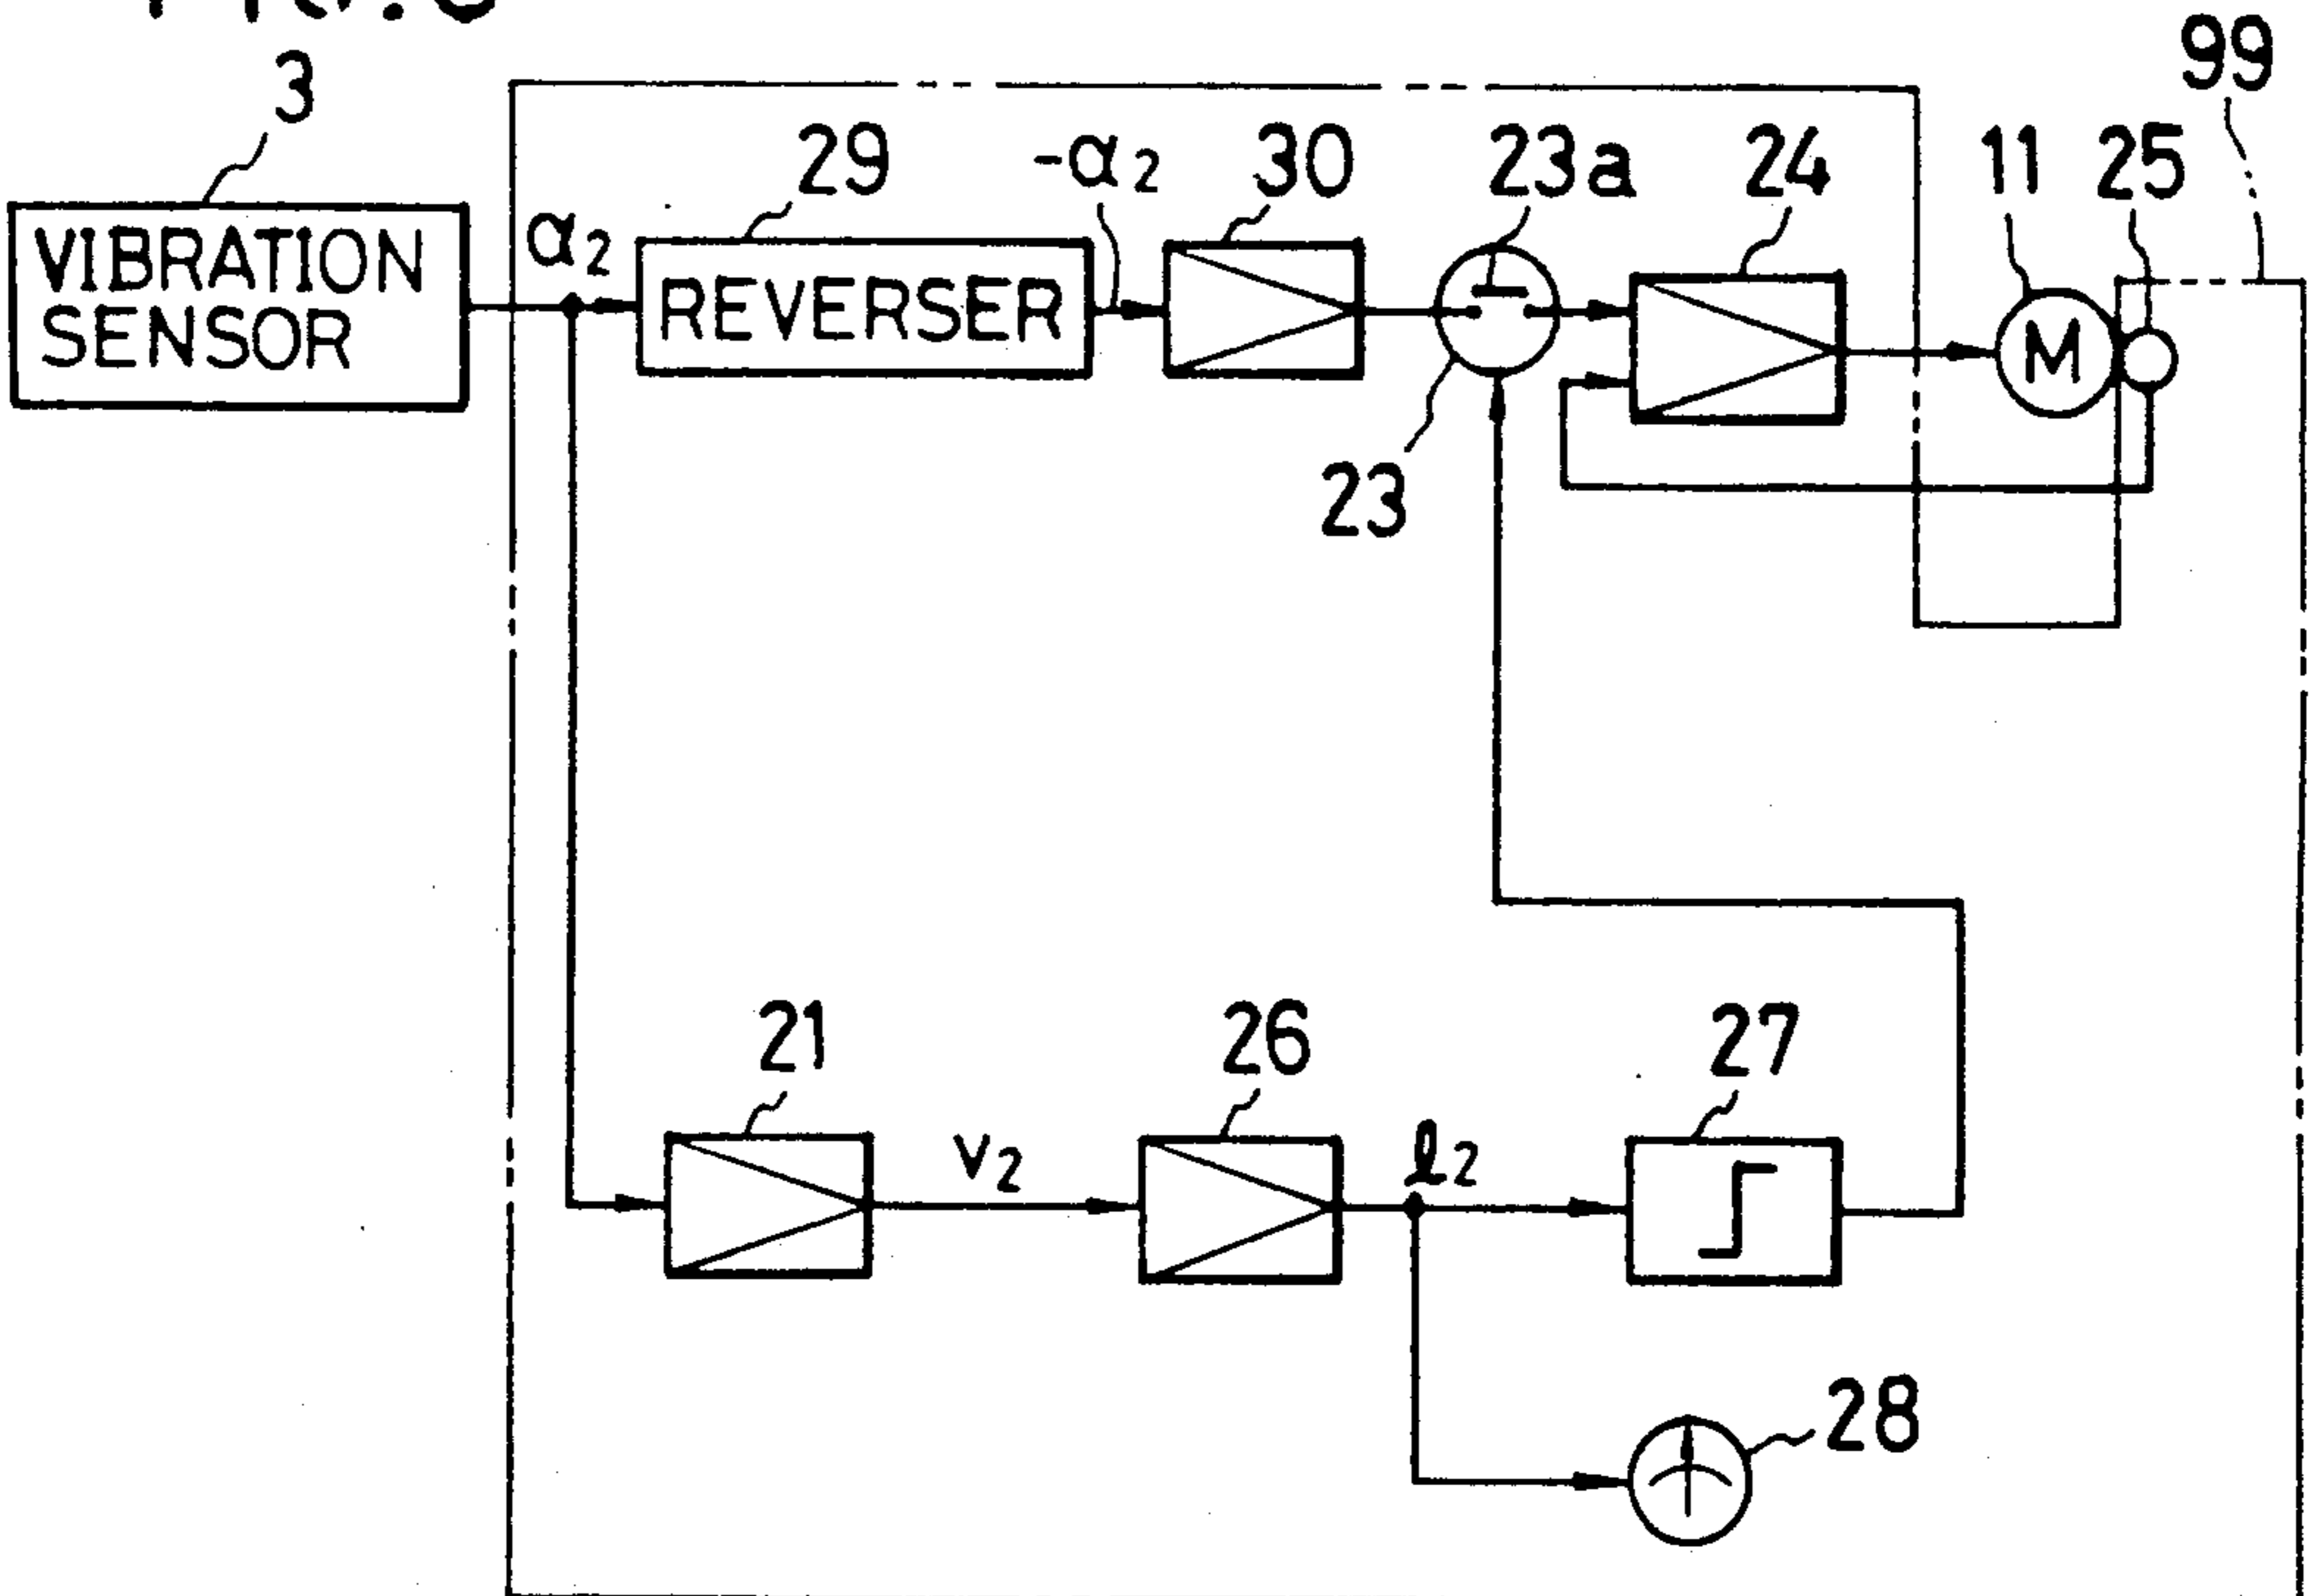 3
99
29
-α2
30
23a
24
11
25
α2
VIBRATION
SENSOR
REVERSER
M
23
21
26
27
v2
ℓ2
28